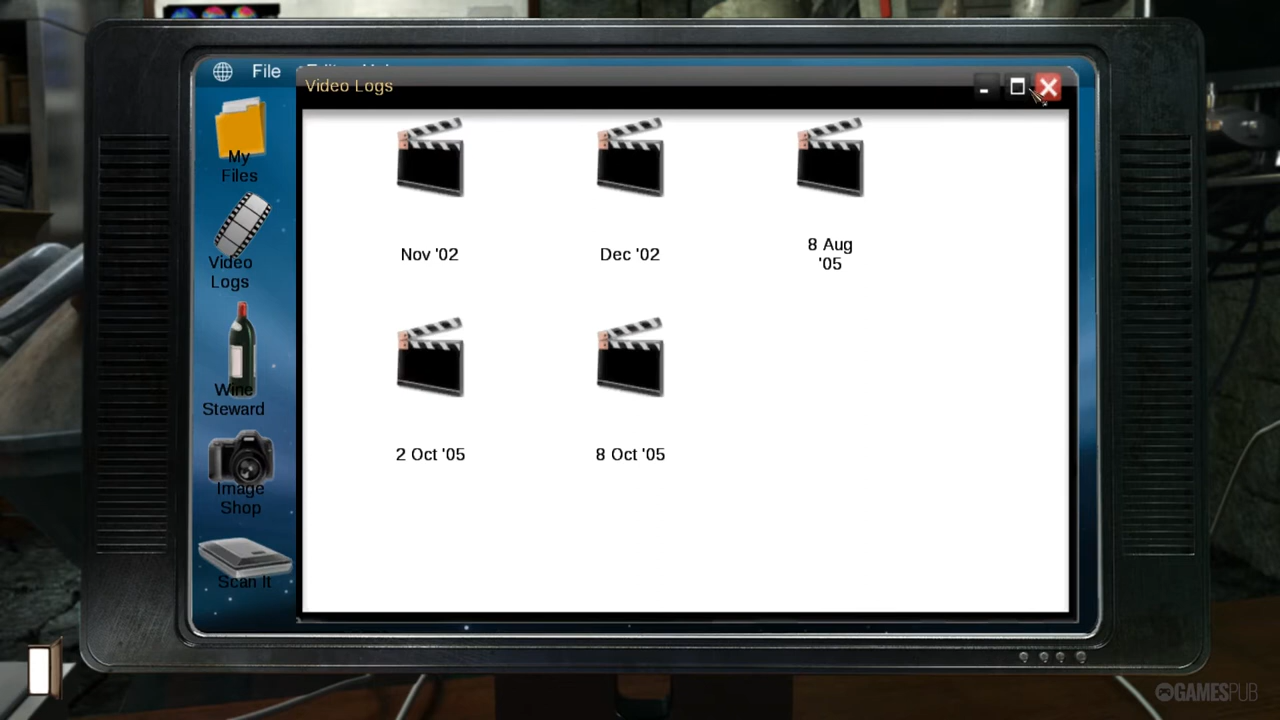 File
Video Logs
My
Files
Video
Logs
Wine
Steward
Image
Shop
Scan It
Nov '02
Dec '02
8 Aug
'05
2 Oct '05
8 Oct '05
GAMESPUB